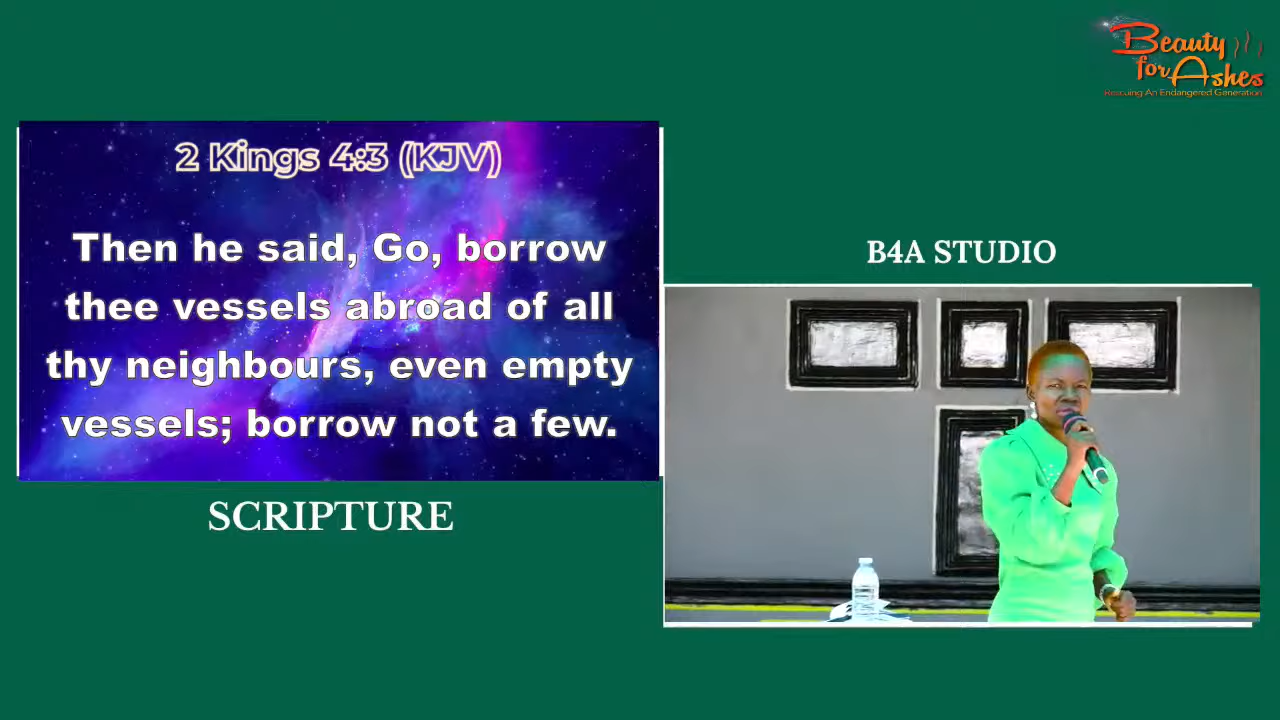 Beauty
for Ashes
Rescuing An Endangered Generation
2 Kings 4:3 (KJV)
Then he said, Go, borrow
thee vessels abroad of all
thy neighbours, even empty
vessels; borrow not a few.
SCRIPTURE
B4A STUDIO